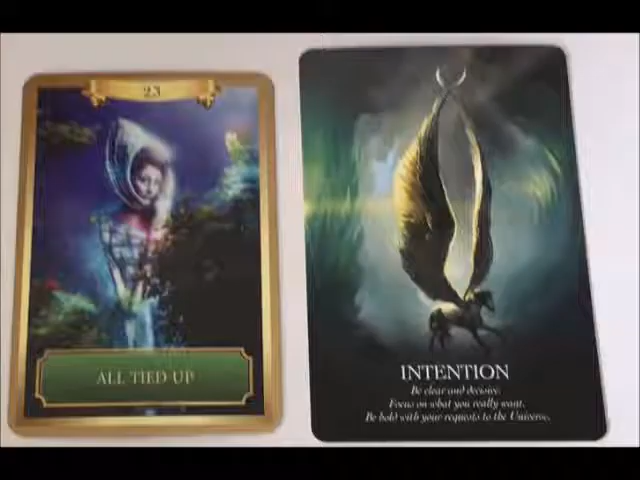 23
ALL TIED UP
INTENTION
Be clear and decisive.
Focus on what you really want.
Be bold with your requests to the Universe.